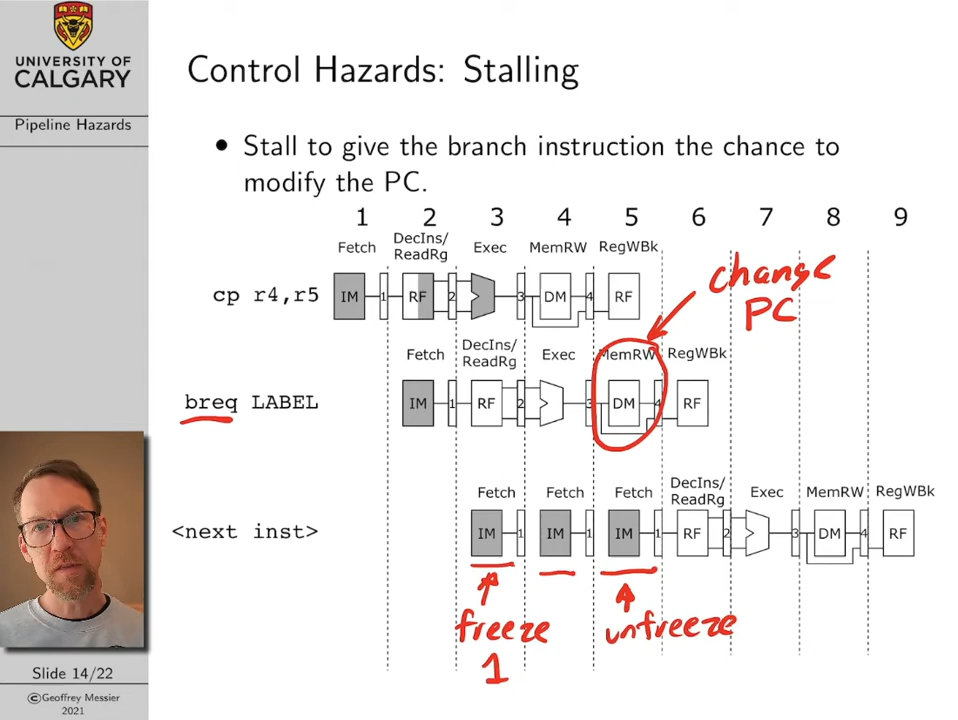 UNIVERSITY OF
CALGARY
Pipeline Hazards
Control Hazards: Stalling
• Stall to give the branch instruction the chance to
modify the PC.
1 2 3 4 5 6 7 8 9
Fetch DecIns/ReadRg Exec MemRW RegWBk
cp r4,r5 IM 1 RF 2 3 DM 4 RF
change
PC
Fetch DecIns/ReadRg Exec MemRW RegWBk
breq LABEL IM 1 RF 2 3 DM 4 RF
Fetch Fetch Fetch DecIns/ReadRg Exec MemRW RegWBk
<next inst> IM 1 IM 1 IM 1 RF 2 3 DM 4 RF
freeze unfreeze
1
Slide 14/22
©Geoffrey Messier
2021